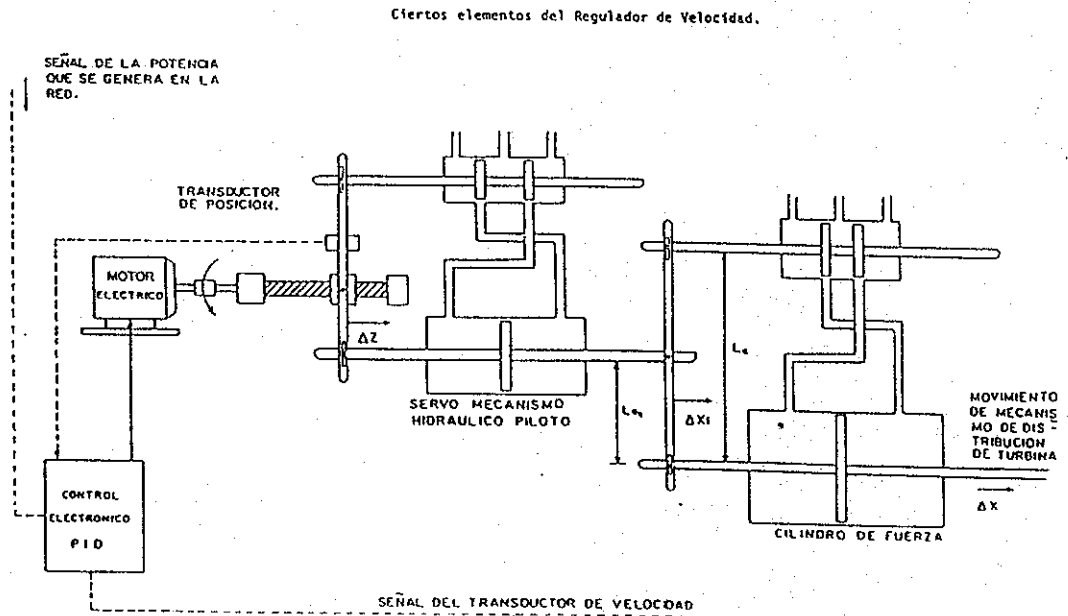 Ciertos elementos del Regulador de Velocidad.
SEÑAL DE LA POTENCIA
QUE SE GENERA EN LA
RED.
TRANSDUCTOR
DE POSICION.
MOTOR
ELECTRICO
ΔZ
SERVO MECANISMO
HIDRAULICO PILOTO
ΔX1
MOVIMIENTO
DE MECANIS
MO DE DIS -
TRIBUCION
DE TURBINA
ΔX
CILINDRO DE FUERZA
CONTROL
ELECTRONICO
PID
SEÑAL DEL TRANSDUCTOR DE VELOCIDAD